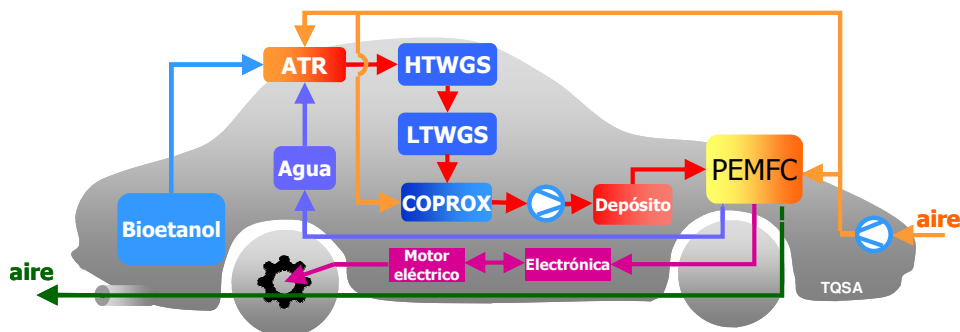 ATR
HTWGS
LTWGS
Agua
PEMFC
COPROX
Depósito
Bioetanol
aire
Motor
eléctrico
Electrónica
aire
TQSA